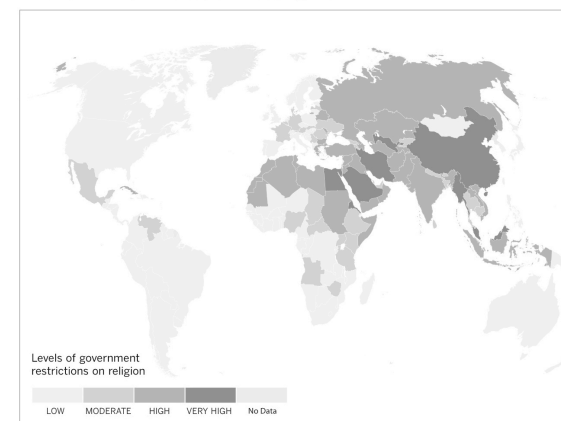 Levels of government
restrictions on religion
LOW MODERATE HIGH VERY HIGH No Data